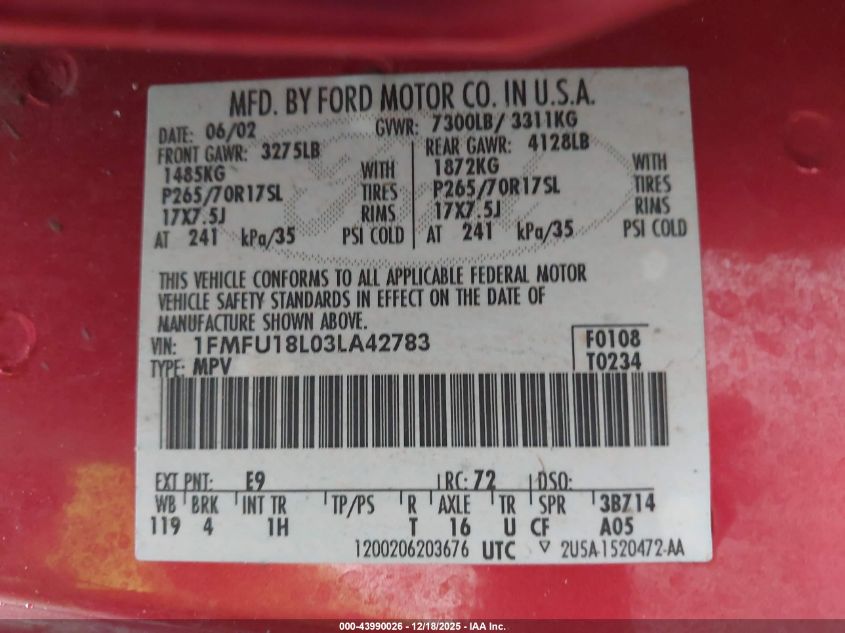 MFD. BY FORD MOTOR CO. IN U.S.A.
DATE: 06/02 GVWR: 7300LB/ 3311KG
FRONT GAWR: 3275LB REAR GAWR: 4128LB
1485KG WITH 1872KG WITH
P265/70R17SL TIRES P265/70R17SL TIRES
17X7.5J RIMS 17X7.5J RIMS
AT 241 kPa/35 PSI COLD AT 241 kPa/35 PSI COLD
THIS VEHICLE CONFORMS TO ALL APPLICABLE FEDERAL MOTOR
VEHICLE SAFETY STANDARDS IN EFFECT ON THE DATE OF
MANUFACTURE SHOWN ABOVE.
VIN: 1FMFU18L03LA42783 F0108
TYPE: MPV T0234
EXT PNT: E9 RC: 72 DSO:
WB BRK INT TR TP/PS R AXLE TR SPR 3BZ14
119 4 1H T 16 U CF A05
1200206203676 UTC ▽ 2U5A-1520472-AA
000-43990026 - 12/18/2025 - IAA Inc.